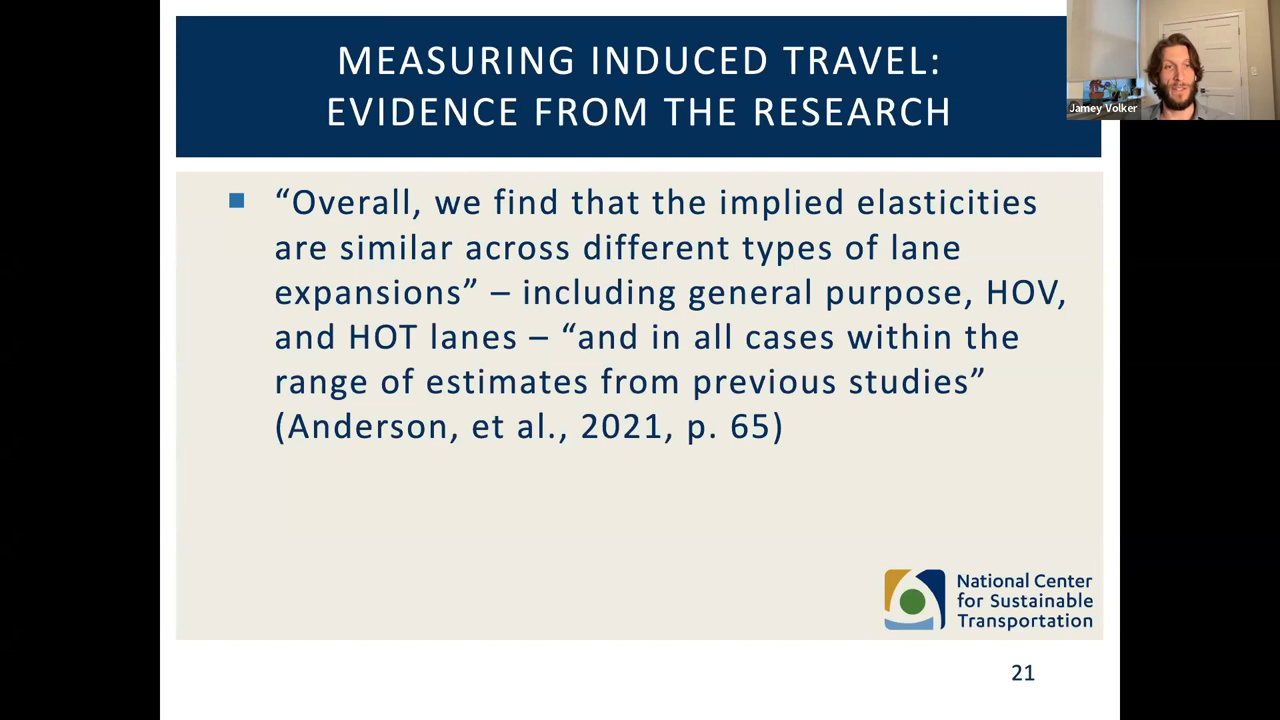 MEASURING INDUCED TRAVEL:
EVIDENCE FROM THE RESEARCH
Jamey Volker
“Overall, we find that the implied elasticities
are similar across different types of lane
expansions” – including general purpose, HOV,
and HOT lanes – “and in all cases within the
range of estimates from previous studies”
(Anderson, et al., 2021, p. 65)
National Center
for Sustainable
Transportation
21